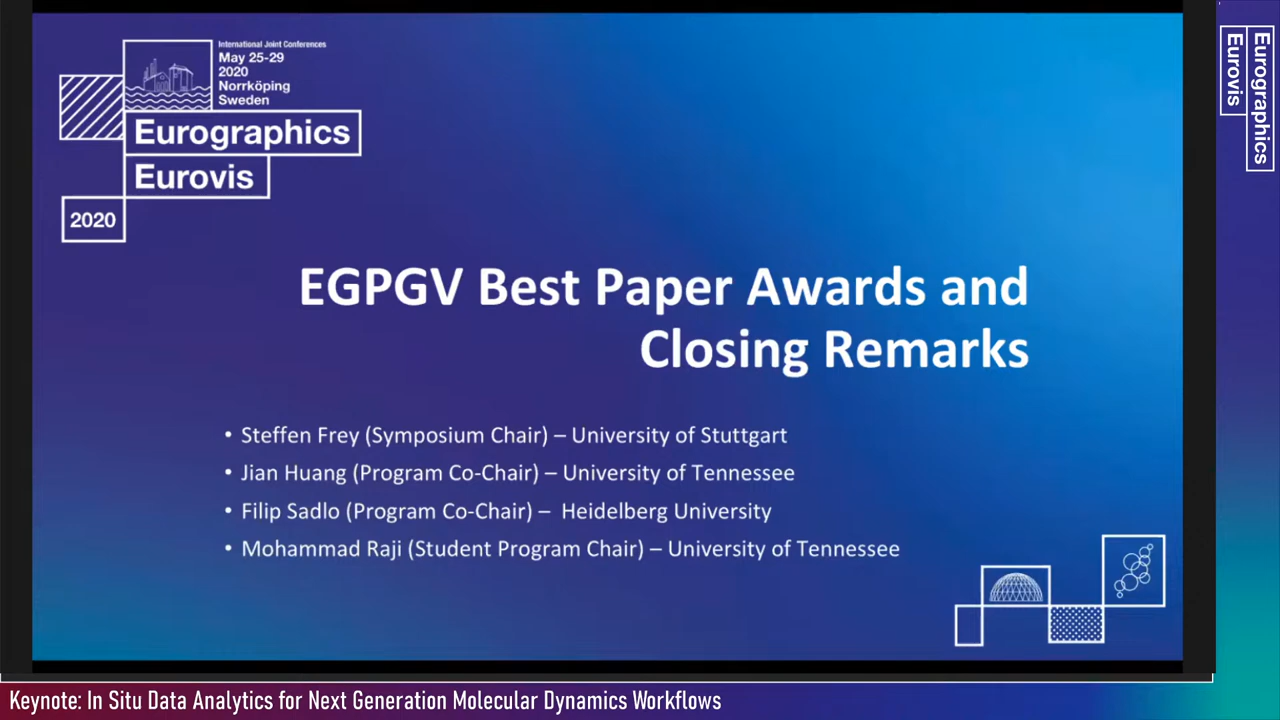 International Joint Conferences
May 25-29
2020
Norrköping
Sweden
Eurographics
Eurovis
2020
EGPGV Best Paper Awards and
Closing Remarks
• Steffen Frey (Symposium Chair) – University of Stuttgart
• Jian Huang (Program Co-Chair) – University of Tennessee
• Filip Sadlo (Program Co-Chair) – Heidelberg University
• Mohammad Raji (Student Program Chair) – University of Tennessee
Eurographics
Eurovis
Keynote: In Situ Data Analytics for Next Generation Molecular Dynamics Workflows